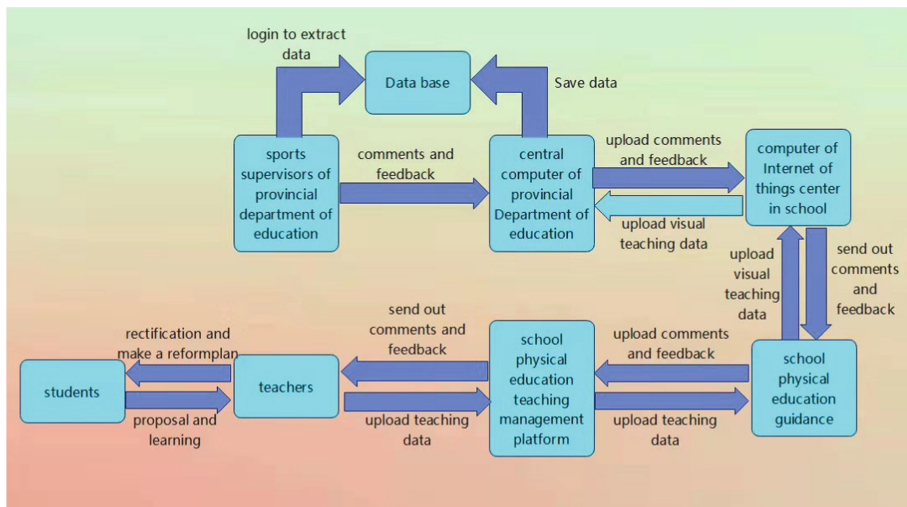 login to extract
data
Data base
Save data
sports
supervisors of
provincial
department of
education
comments and
feedback
central
computer of
provincial
Department of
education
upload comments
and feedback
upload visual
teaching data
computer of
Internet of
things center
in school
upload
visual
teaching
data
send out
comments
and
feedback
students
rectification and
make a reformplan
proposal and
learning
teachers
send out
comments and
feedback
upload teaching
data
school
physical
education
teaching
management
platform
upload comments
and feedback
upload teaching
data
school
physical
education
guidance